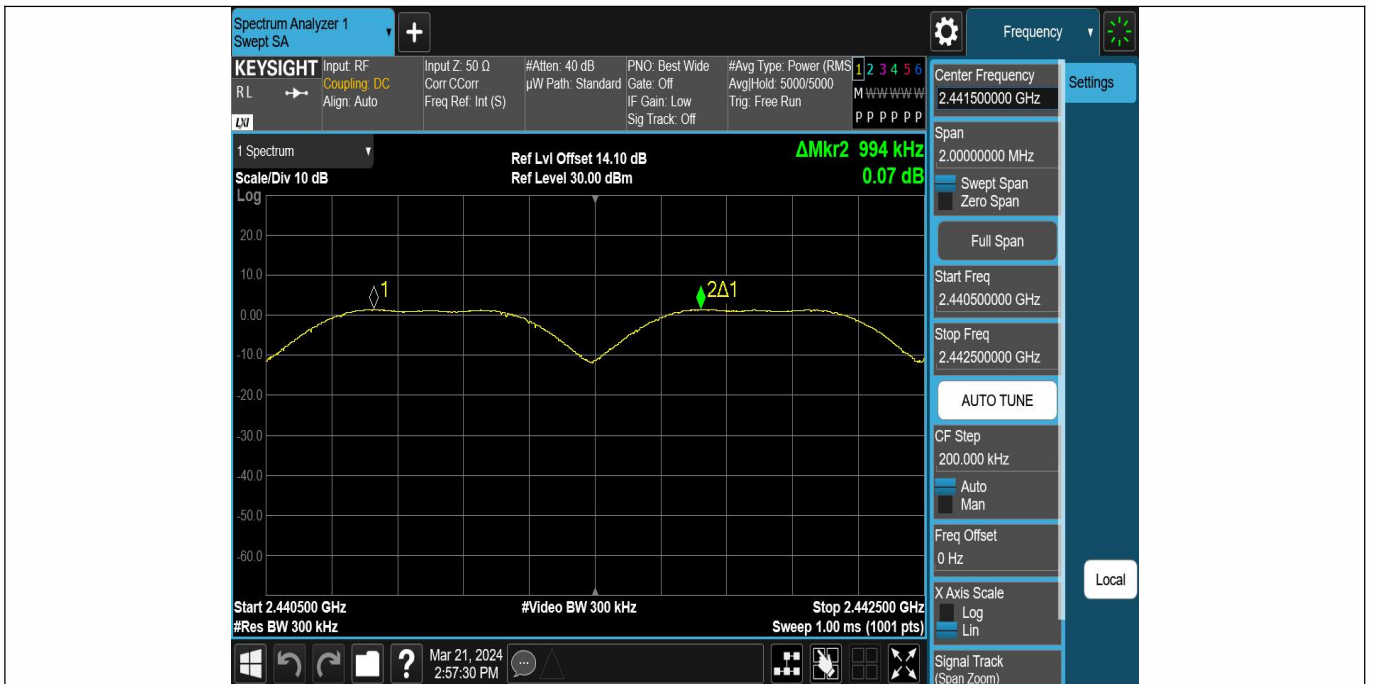 Spectrum Analyzer 1
Swept SA
+
Frequency
KEYSIGHT
RL
LXI
Input: RF
Coupling: DC
Align: Auto
Input Z: 50 Ω
Corr CCorr
Freq Ref: Int (S)
#Atten: 40 dB
µW Path: Standard
PNO: Best Wide
Gate: Off
IF Gain: Low
Sig Track: Off
#Avg Type: Power (RMS
Avg|Hold: 5000/5000
Trig: Free Run
1 2 3 4 5 6
M W W W W W
P P P P P P
1 Spectrum
Scale/Div 10 dB
Ref Lvl Offset 14.10 dB
Ref Level 30.00 dBm
ΔMkr2 994 kHz
0.07 dB
Log
20.0
10.0
0.00
-10.0
-20.0
-30.0
-40.0
-50.0
-60.0
1
2Δ1
Start 2.440500 GHz
#Res BW 300 kHz
#Video BW 300 kHz
Stop 2.442500 GHz
Sweep 1.00 ms (1001 pts)
Mar 21, 2024
2:57:30 PM
?
Center Frequency
2.441500000 GHz
Settings
Span
2.00000000 MHz
Swept Span
Zero Span
Full Span
Start Freq
2.440500000 GHz
Stop Freq
2.442500000 GHz
AUTO TUNE
CF Step
200.000 kHz
Auto
Man
Freq Offset
0 Hz
X Axis Scale
Log
Lin
Local
Signal Track
(Span Zoom)